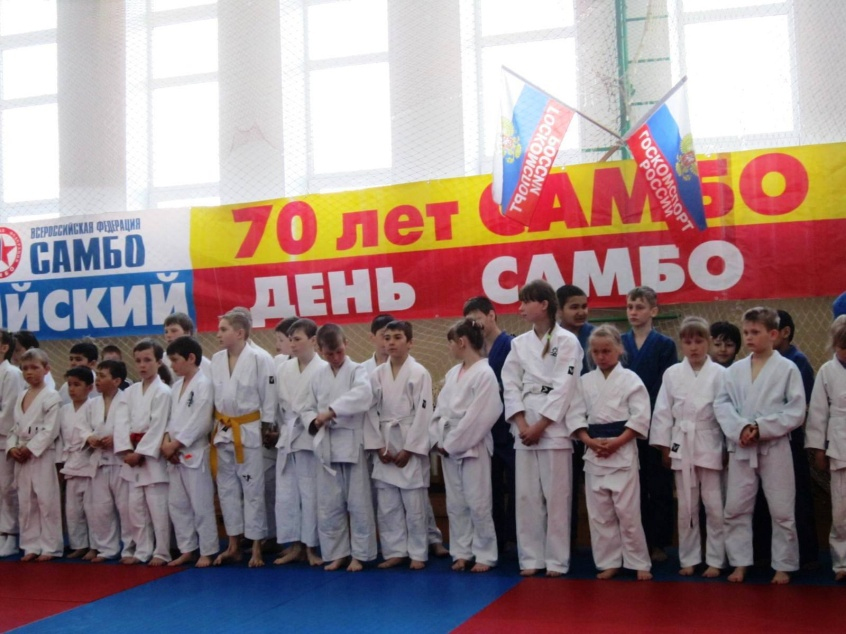 ВСЕРОССИЙСКАЯ ФЕДЕРАЦИЯ
САМБО
ЙСКИЙ
70 лет САМБО
ДЕНЬ САМБО
ГОСКОМСПОРТ
РОССИИ
ГОСКОМСПОРТ
РОССИИ